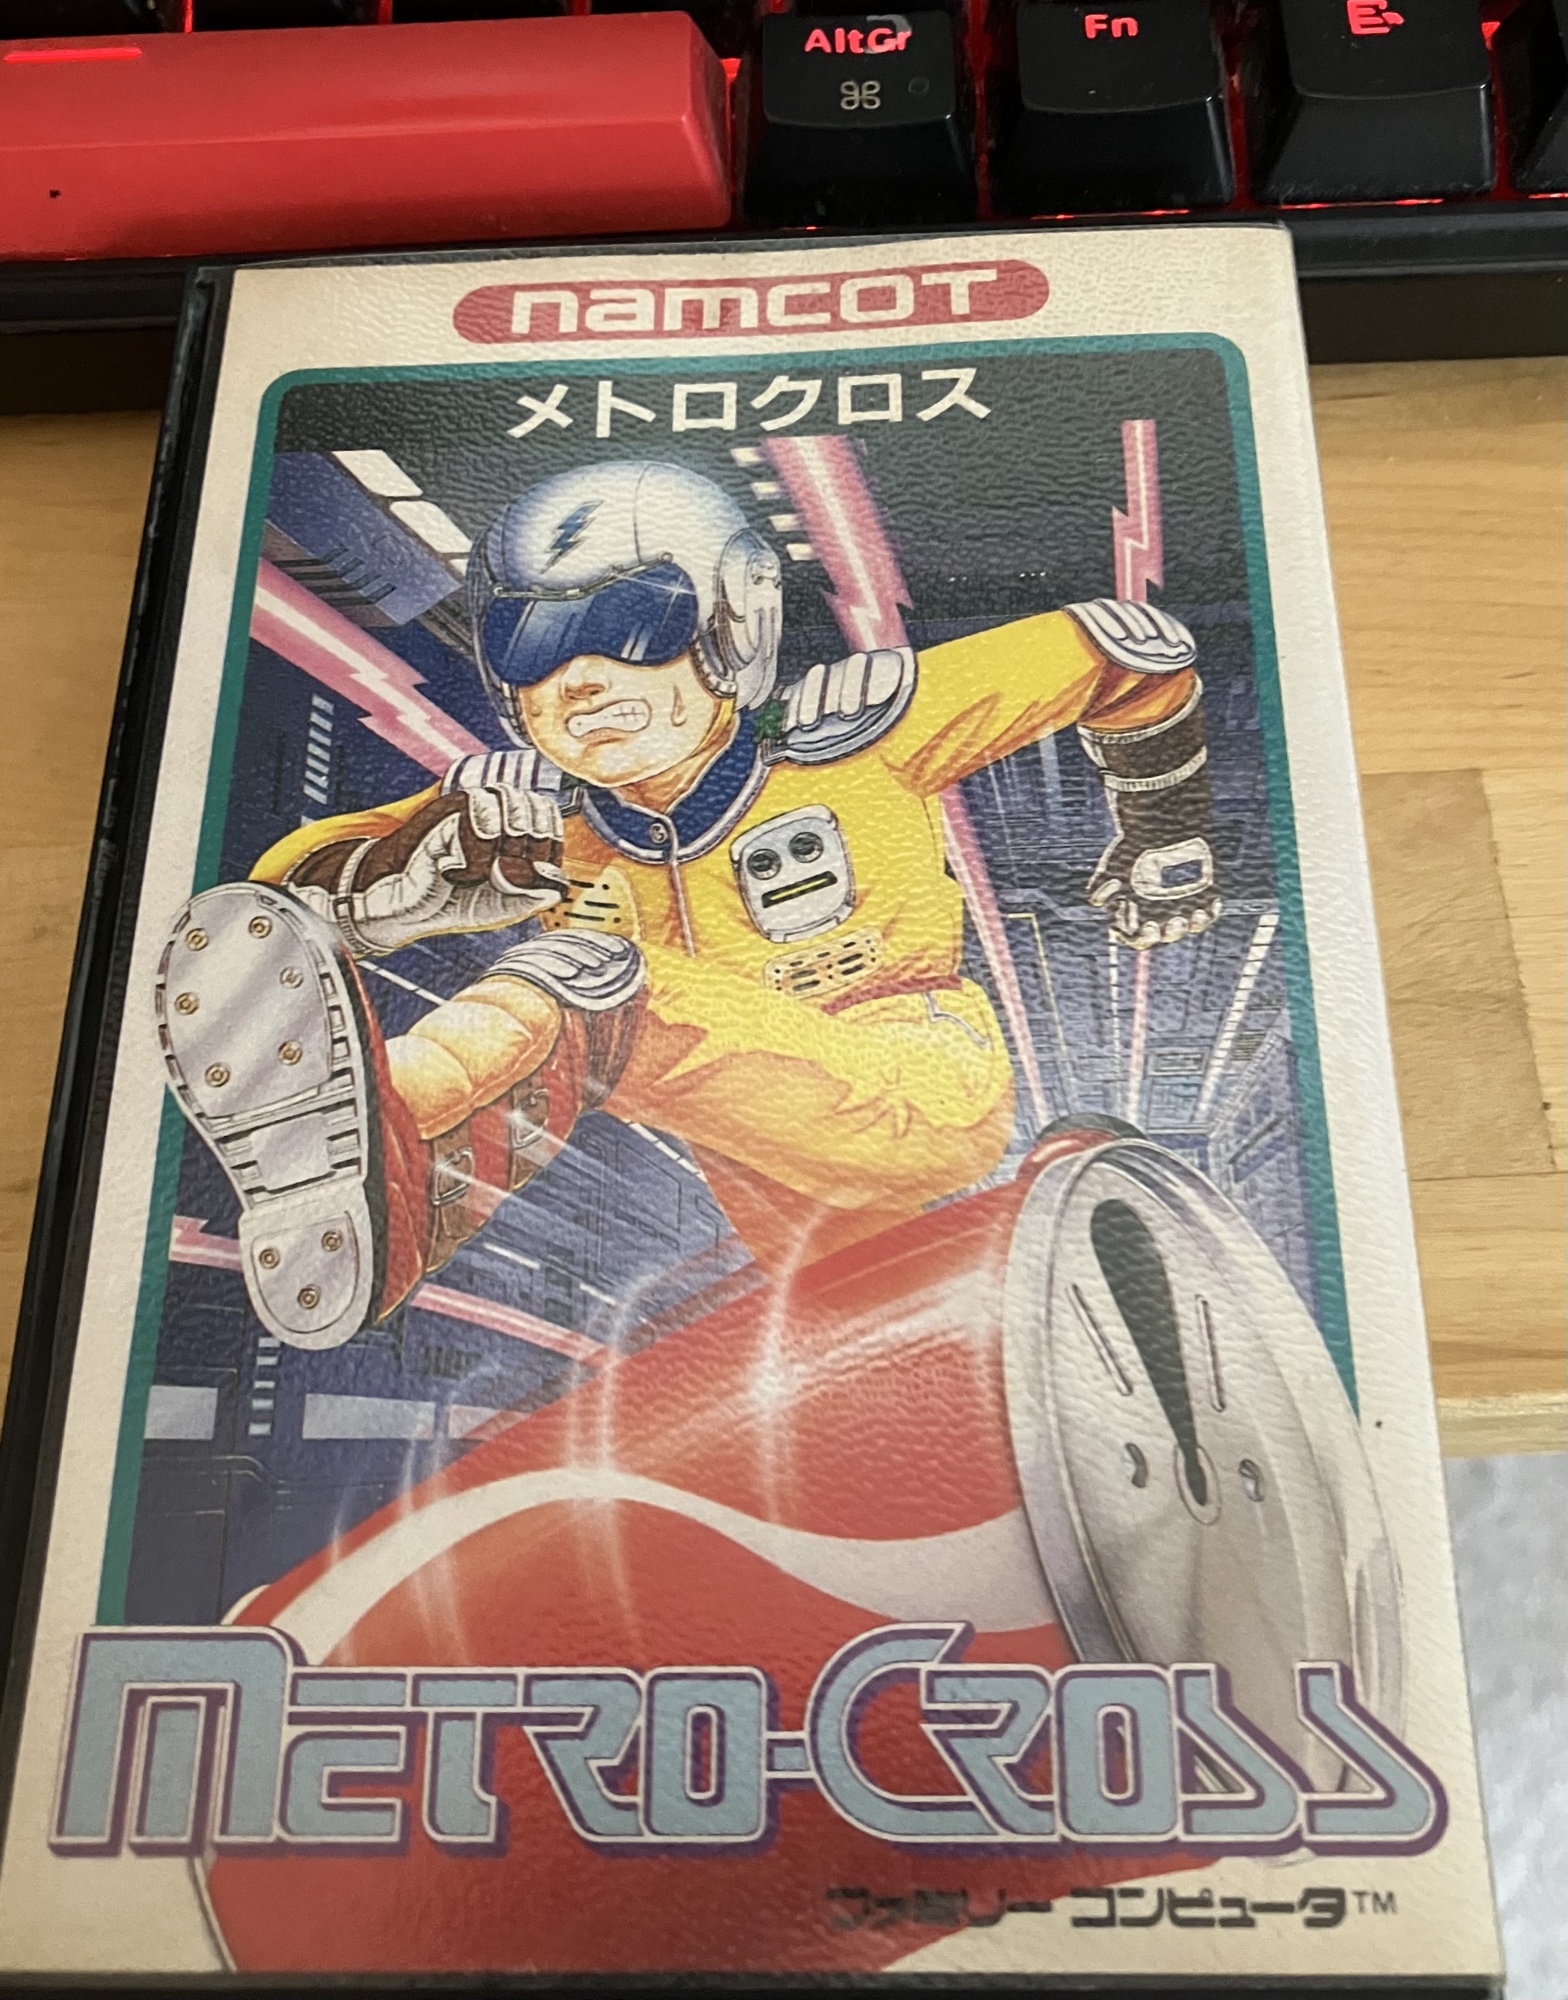 AltGr
⌘
Fn
namcoT
メトロクロス
METRO-CROSS
ファミリーコンピュータ™